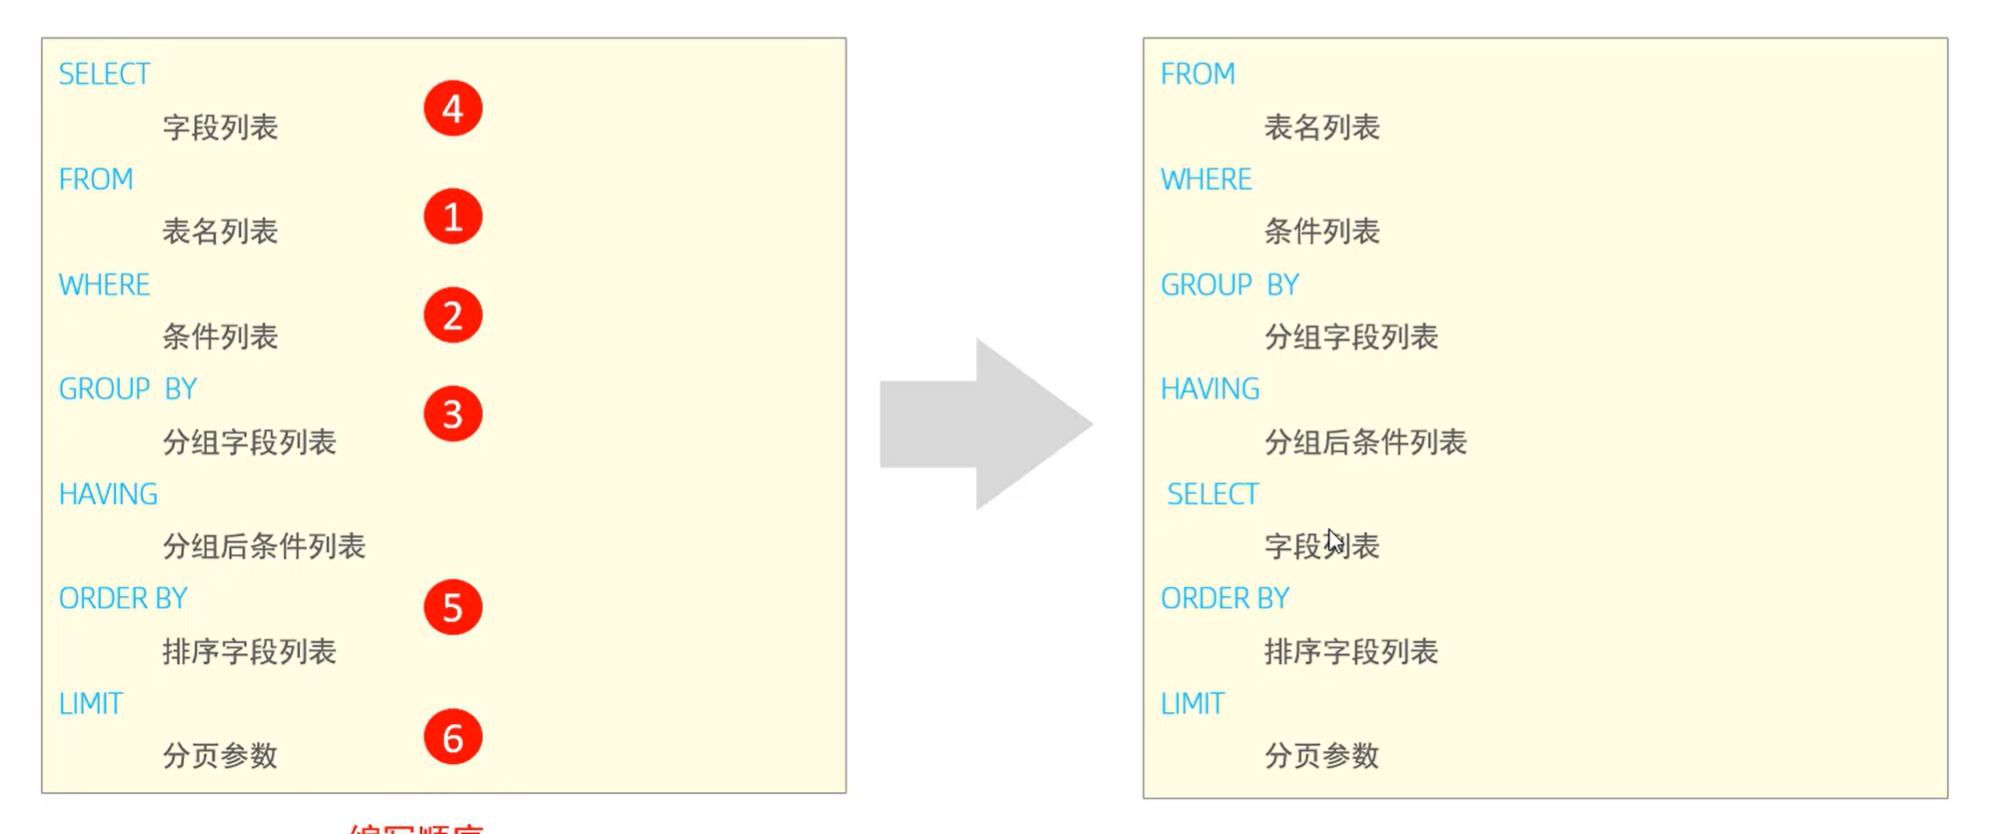 SELECT
4
字段列表
FROM
1
表名列表
WHERE
2
条件列表
GROUP BY
3
分组字段列表
HAVING
分组后条件列表
ORDER BY
5
排序字段列表
LIMIT
6
分页参数
编写顺序
FROM
表名列表
WHERE
条件列表
GROUP BY
分组字段列表
HAVING
分组后条件列表
SELECT
字段列表
ORDER BY
排序字段列表
LIMIT
分页参数